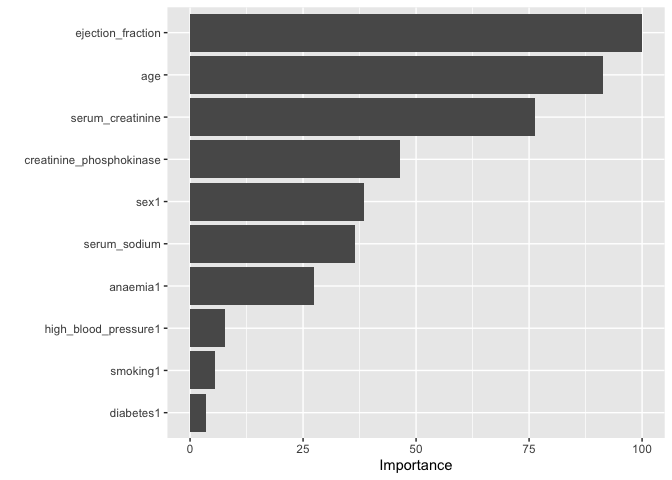 ejection_fraction
age
serum_creatinine
creatinine_phosphokinase
sex1
serum_sodium
anaemia1
high_blood_pressure1
smoking1
diabetes1
0 25 50 75 100
Importance